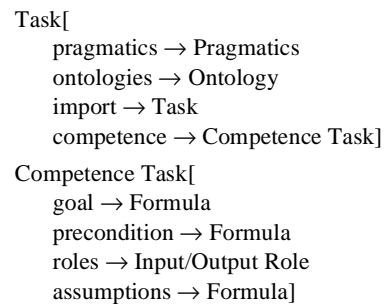 Task[
pragmatics → Pragmatics
ontologies → Ontology
import → Task
competence → Competence Task]
Competence Task[
goal → Formula
precondition → Formula
roles → Input/Output Role
assumptions → Formula]